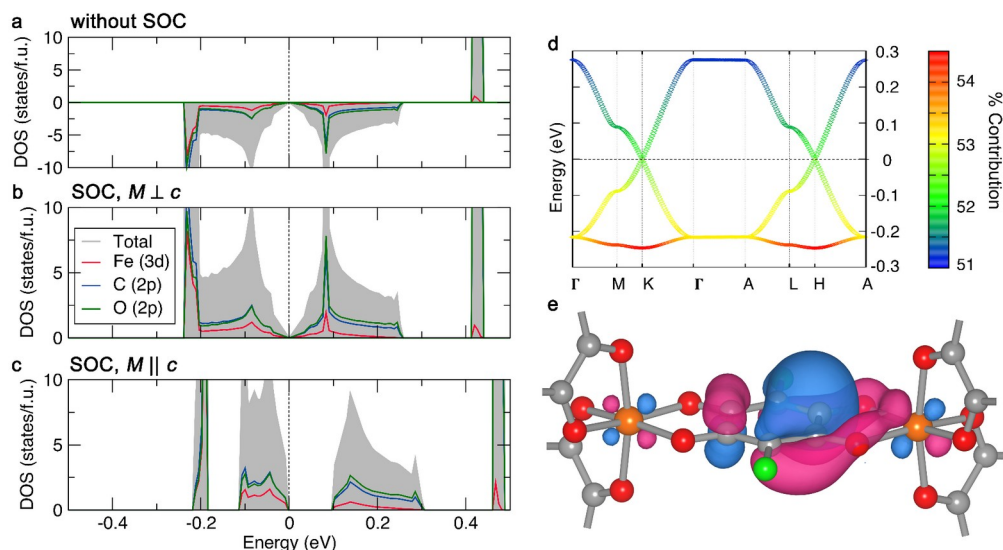 a
without SOC
DOS (states/f.u.)
10
5
0
-5
-10
b
SOC, M ⊥ c
DOS (states/f.u.)
10
5
0
Total
Fe (3d)
C (2p)
O (2p)
c
SOC, M || c
DOS (states/f.u.)
5
0
-0.4 -0.2 0 0.2 0.4
Energy (eV)
d
Energy (eV)
0.3
0.2
0.1
0
-0.1
-0.2
-0.3
Γ M K Γ A L H A
54
53
52
51
% Contribution
e